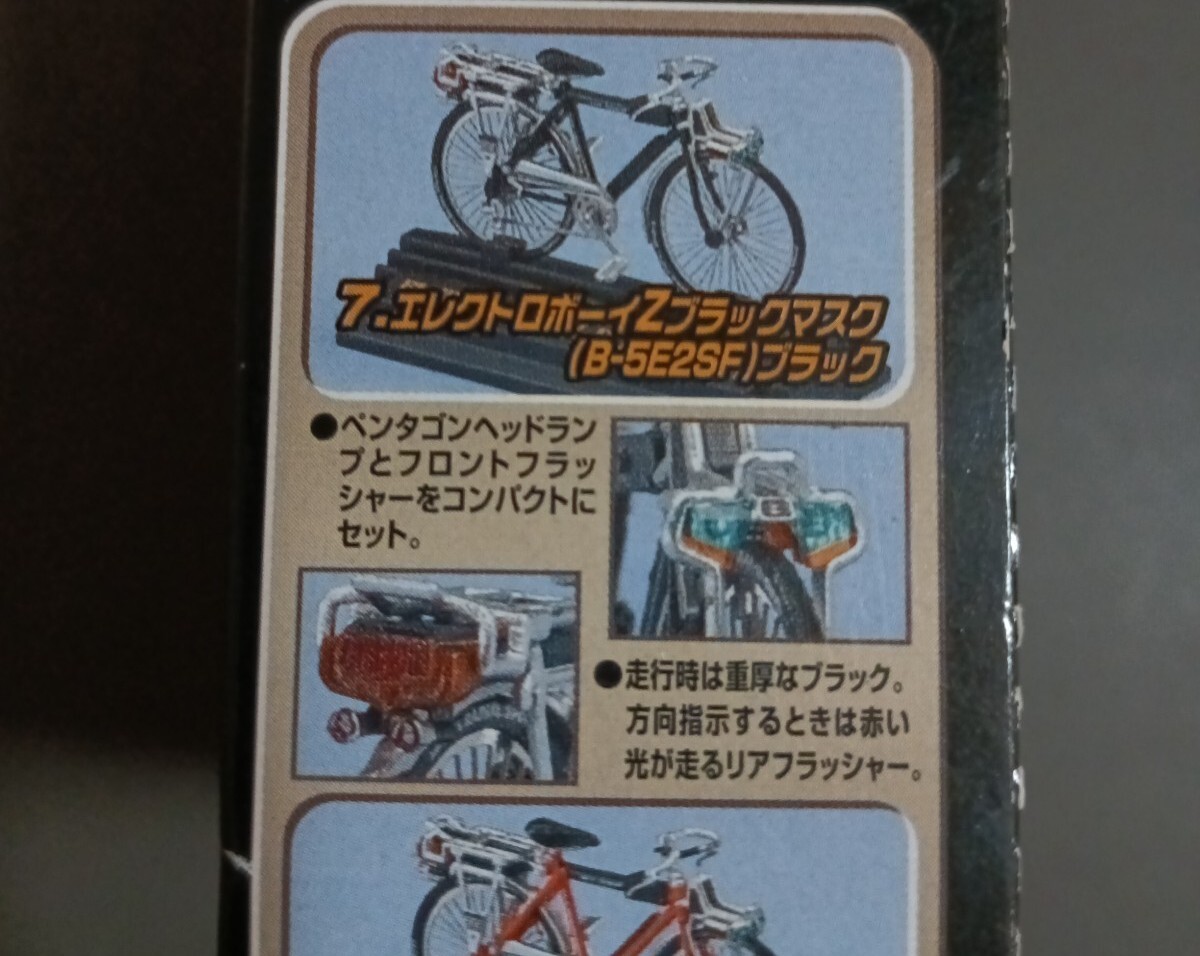 7.エレクトロボーイZブラックマスク
(B-5E2SF)ブラック
●ペンタゴンヘッドラン
プとフロントフラッ
シャーをコンパクトに
セット。
●走行時は重厚なブラック。
方向指示するときは赤い
光が走るリアフラッシャー。